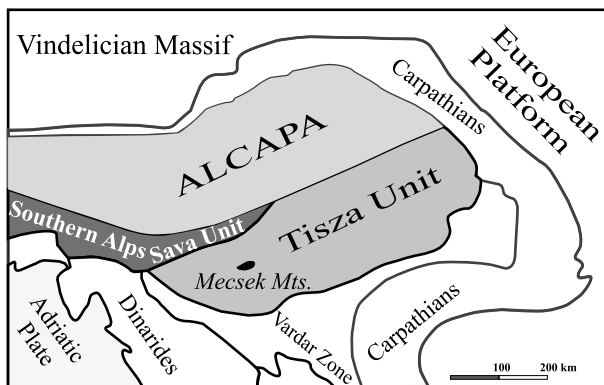 Vindelician Massif
European
Platform
Carpathians
ALCAPA
Tisza Unit
Southern Alps
Sava Unit
Mecsek Mts.
Adriatic
Plate
Dinarides
Vardar Zone
Carpathians
100
200 km